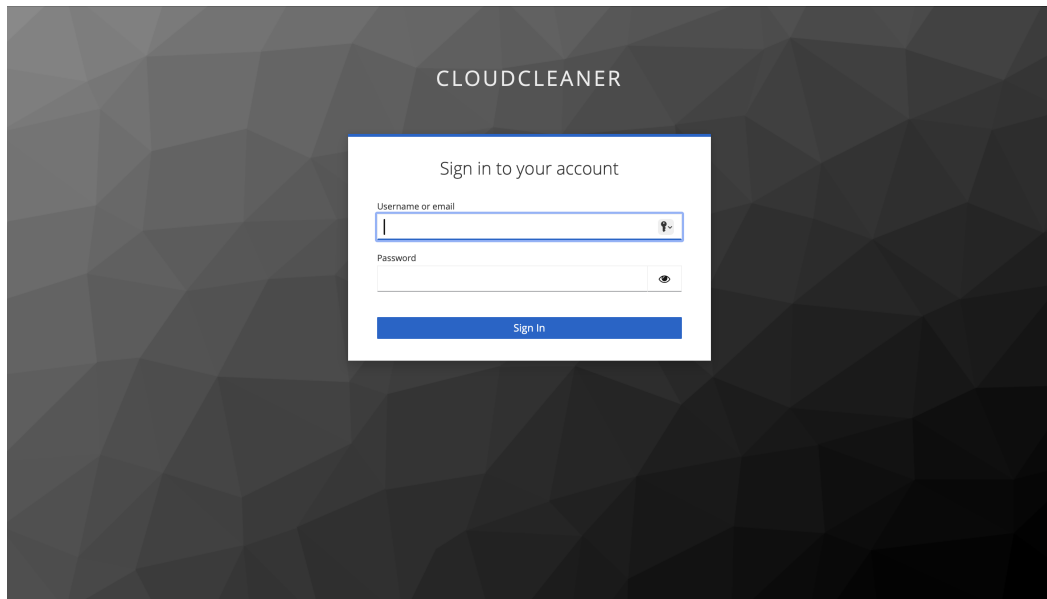 CLOUDCLEANER
Sign in to your account
Username or email
Password
Sign In